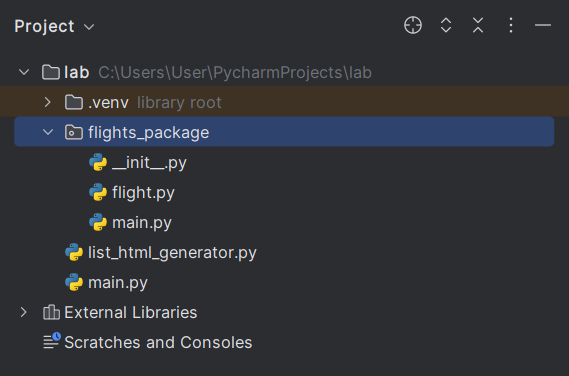 Project
lab C:\Users\User\PycharmProjects\lab
.venv library root
flights_package
__init__.py
flight.py
main.py
list_html_generator.py
main.py
External Libraries
Scratches and Consoles